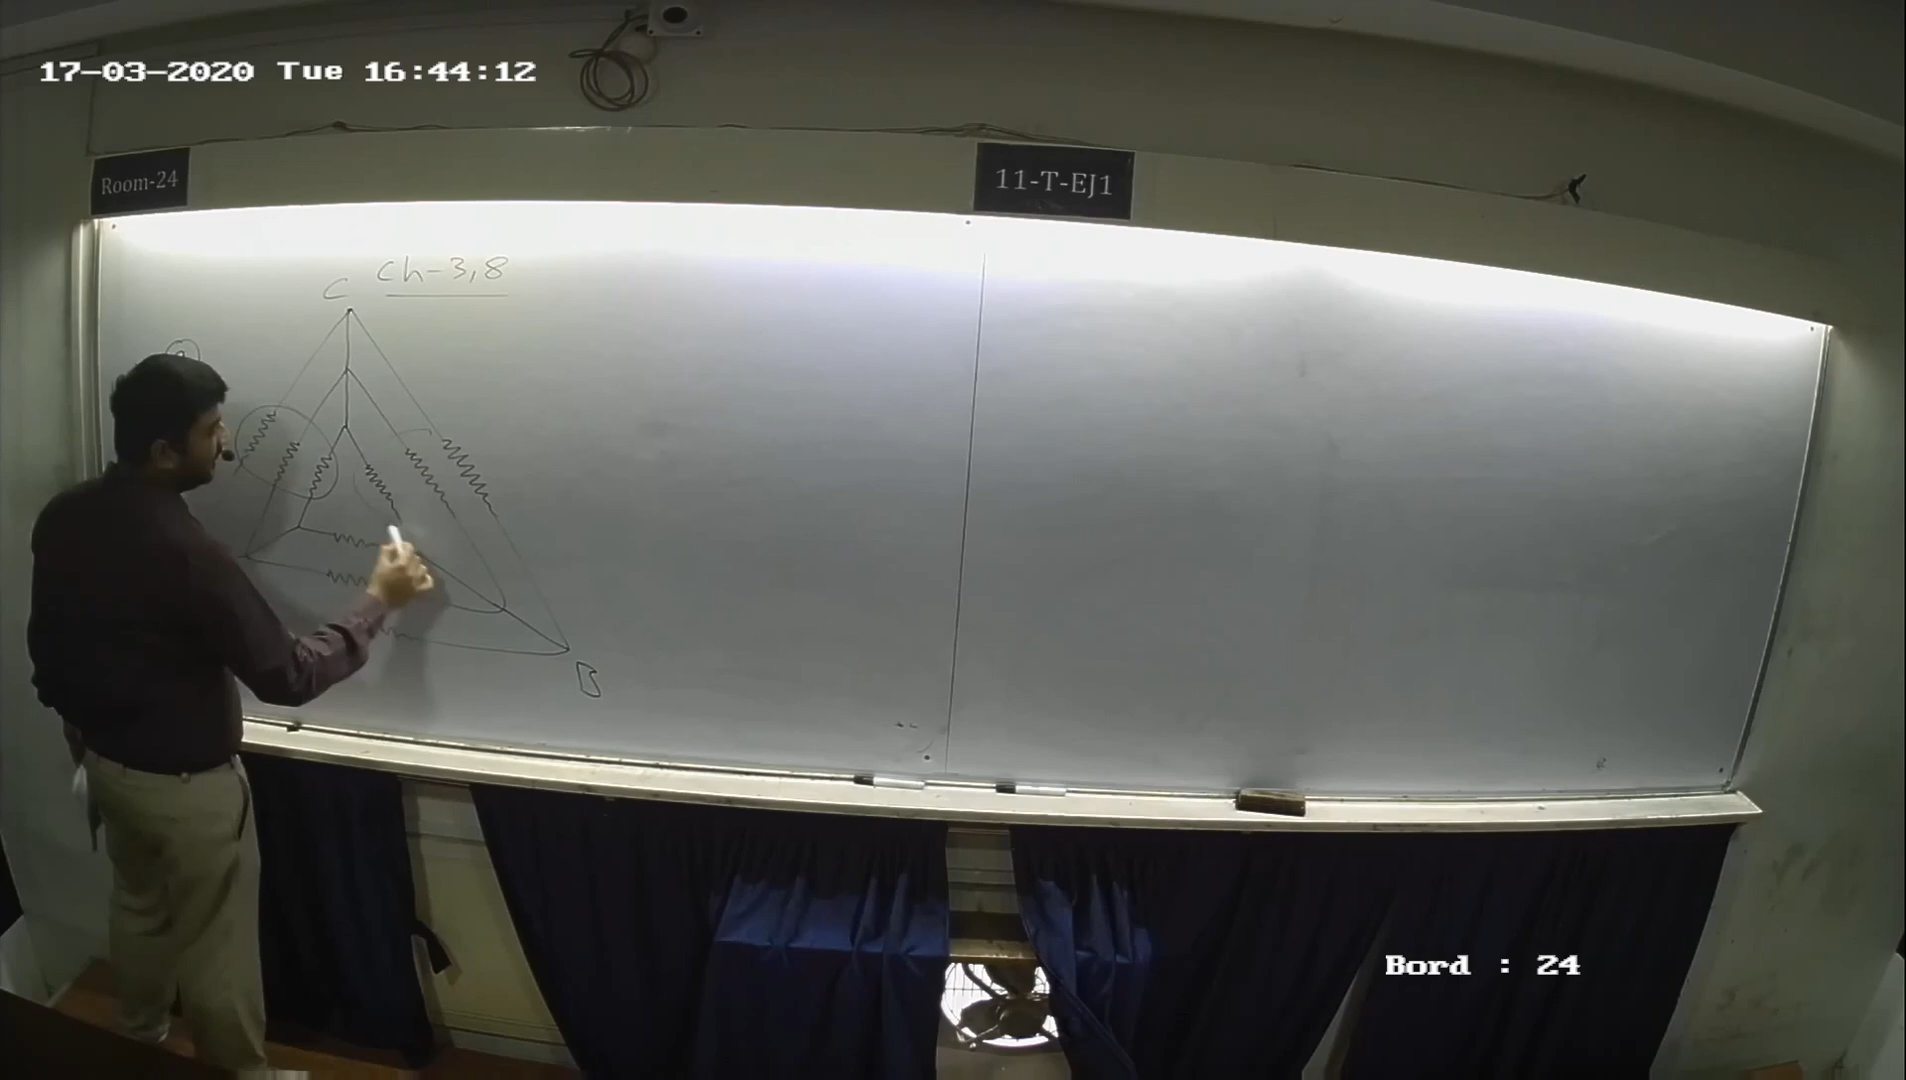 17-03-2020 Tue 16:44:12
Room-24
11-T-EJ1
Ch-3,8
C
B
Bord : 24